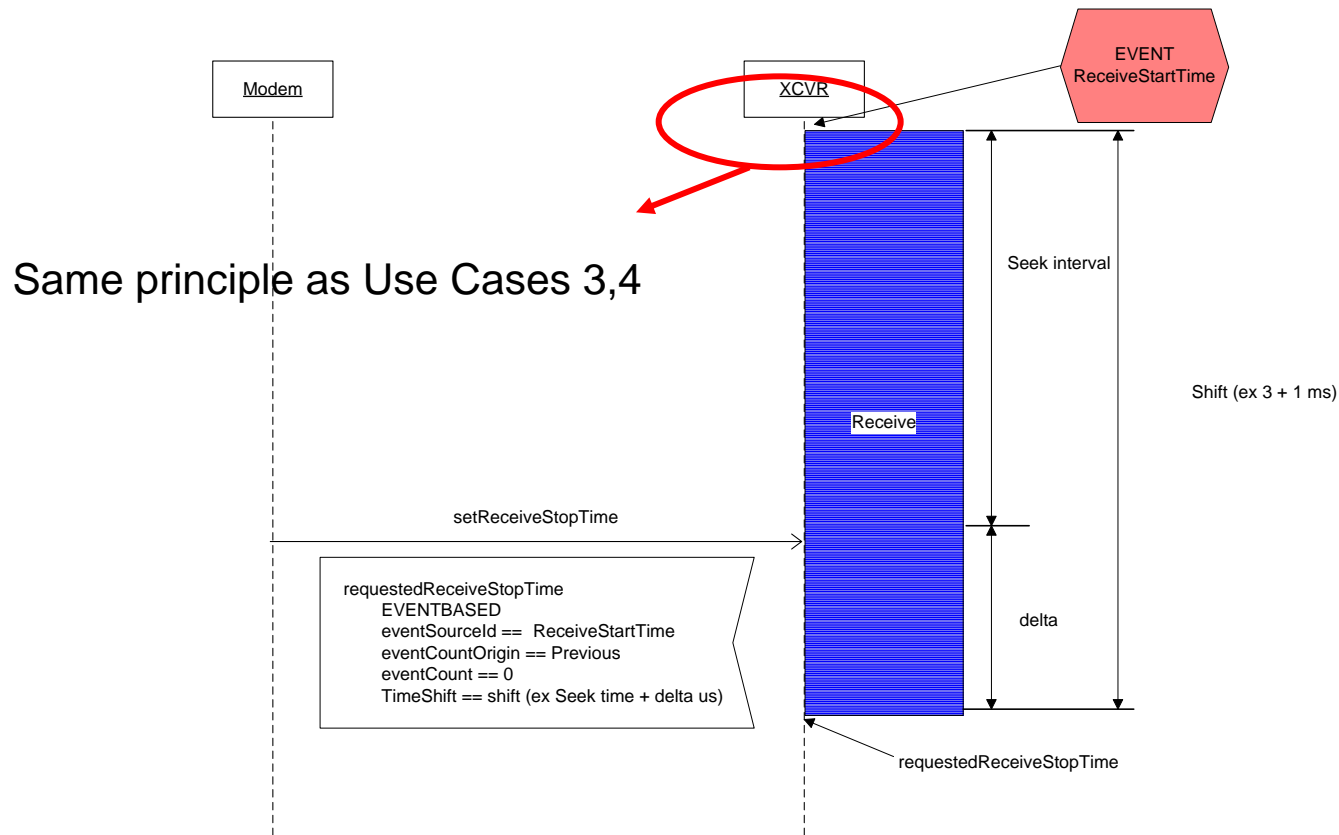 EVENT
ReceiveStartTime
Modem
XCVR
Seek interval
Same principle as Use Cases 3,4
Shift (ex 3 + 1 ms)
Receive
setReceiveStopTime
requestedReceiveStopTime
EVENTBASED
eventSourceId == ReceiveStartTime
eventCountOrigin == Previous
eventCount == 0
TimeShift == shift (ex Seek time + delta us)
delta
requestedReceiveStopTime